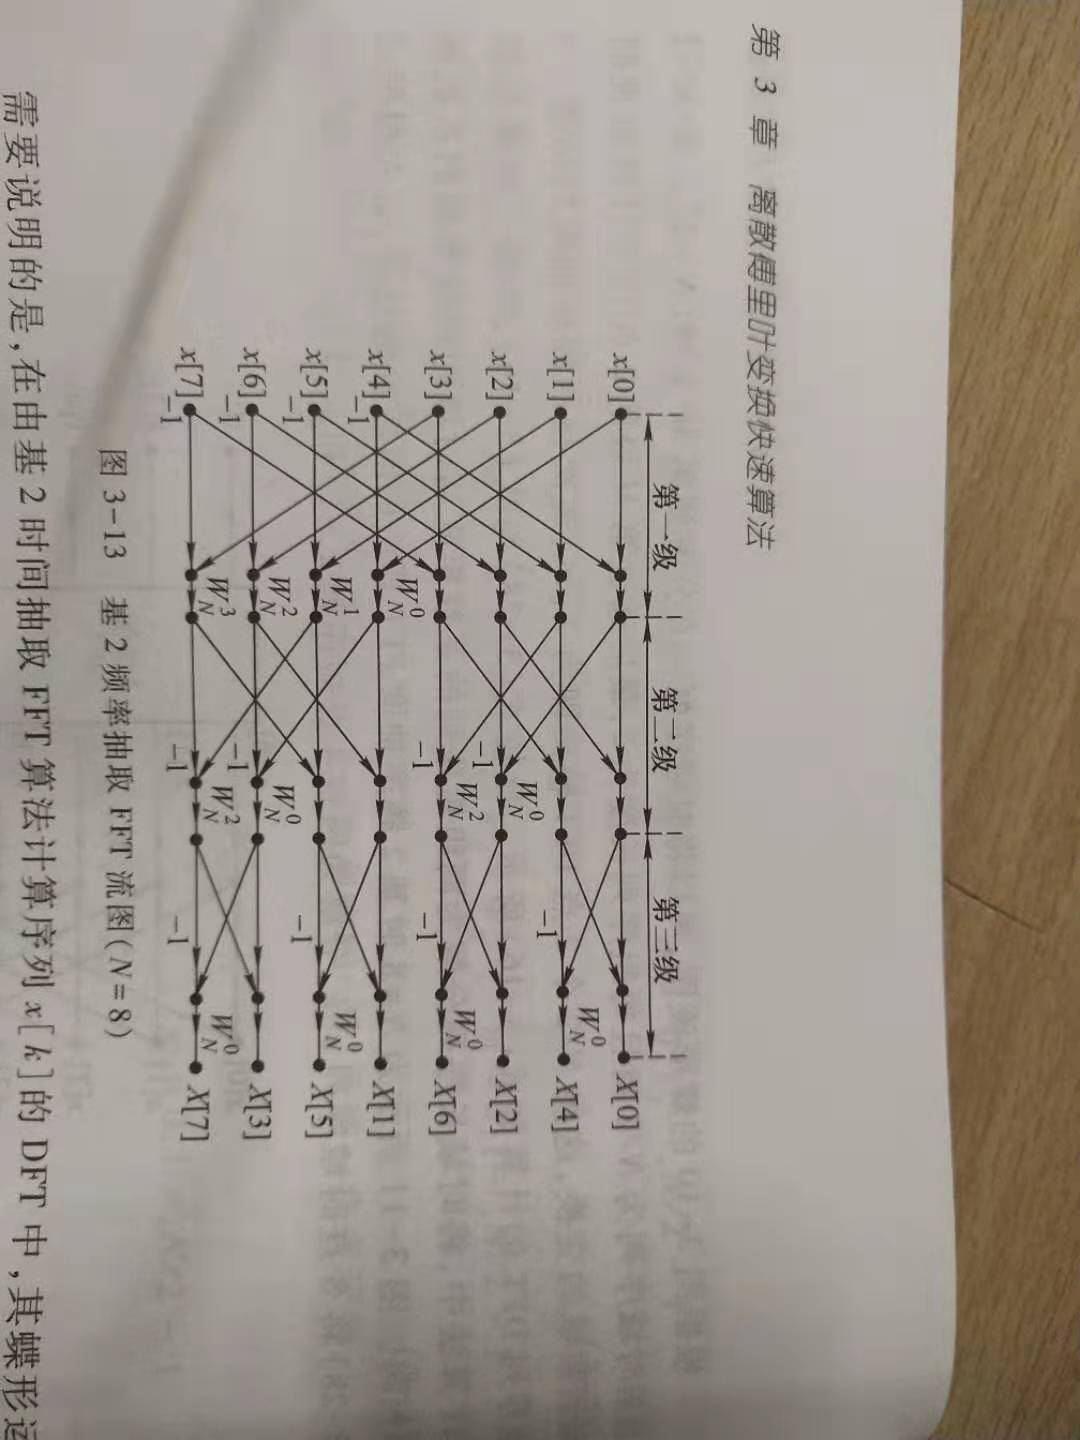 第 3 章 离散傅里叶变换快速算法
第一级 第二级 第三级
x[0] X[0]
W_N^0
x[1] -1 X[4]
W_N^0
x[2] -1 X[2]
W_N^2 W_N^0
x[3] -1 -1 X[6]
W_N^0
x[4] -1 X[1]
W_N^1 W_N^0
x[5] -1 -1 X[5]
W_N^2 W_N^0
x[6] -1 -1 X[3]
W_N^3 W_N^2 W_N^0
x[7] -1 -1 -1 X[7]
图 3-13 基 2 频率抽取 FFT 流图(N=8)
需要说明的是,在由基 2 时间抽取 FFT 算法计算序列 x[k]的 DFT 中,其蝶形运